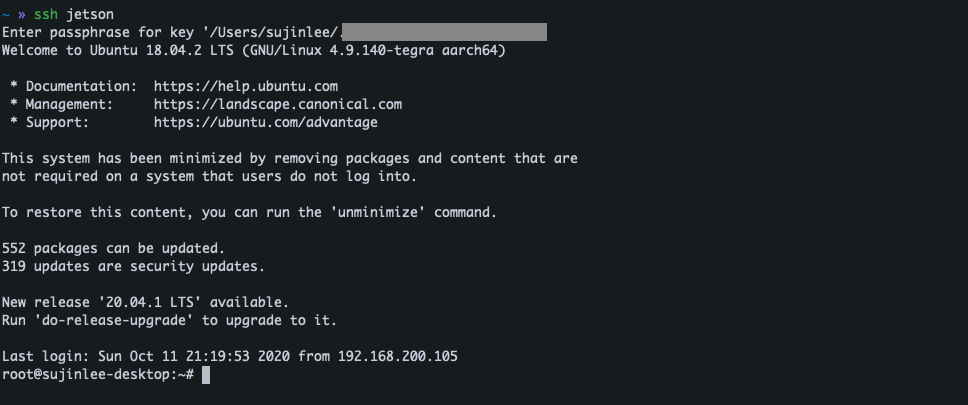 ~ » ssh jetson
Enter passphrase for key '/Users/sujinlee/.
Welcome to Ubuntu 18.04.2 LTS (GNU/Linux 4.9.140-tegra aarch64)
* Documentation:  https://help.ubuntu.com
* Management:     https://landscape.canonical.com
* Support:        https://ubuntu.com/advantage
This system has been minimized by removing packages and content that are
not required on a system that users do not log into.
To restore this content, you can run the 'unminimize' command.
552 packages can be updated.
319 updates are security updates.
New release '20.04.1 LTS' available.
Run 'do-release-upgrade' to upgrade to it.
Last login: Sun Oct 11 21:19:53 2020 from 192.168.200.105
root@sujinlee-desktop:~#